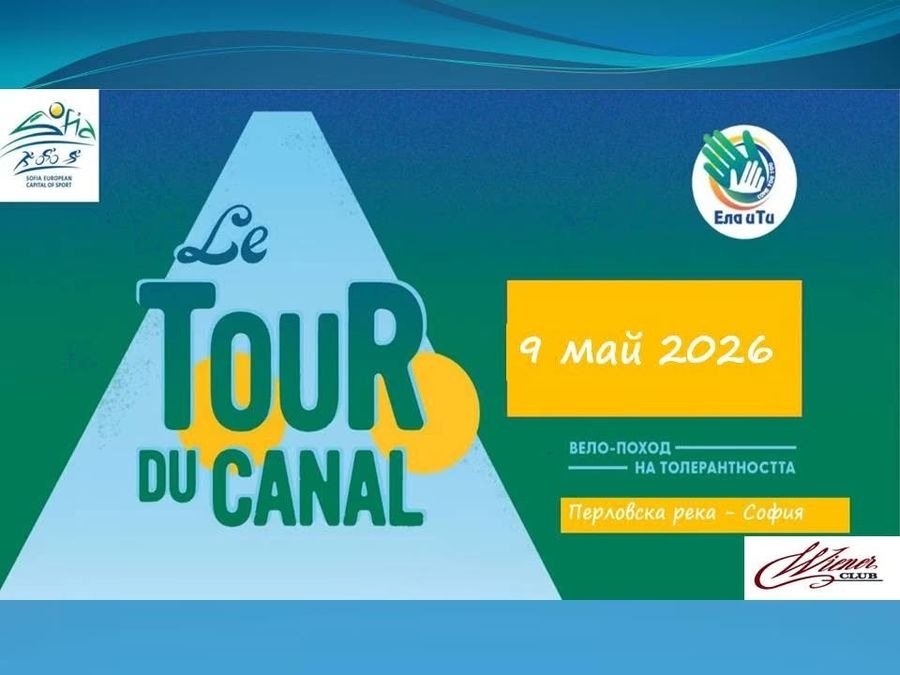 Sofia
SOFIA EUROPEAN
CAPITAL OF SPORT
Ела и Ти
Le
TOUR
DU CANAL
9 май 2026
ВЕЛО-ПОХОД
НА ТОЛЕРАНТНОСТТА
Перловска река - София
Wiener
CLUB